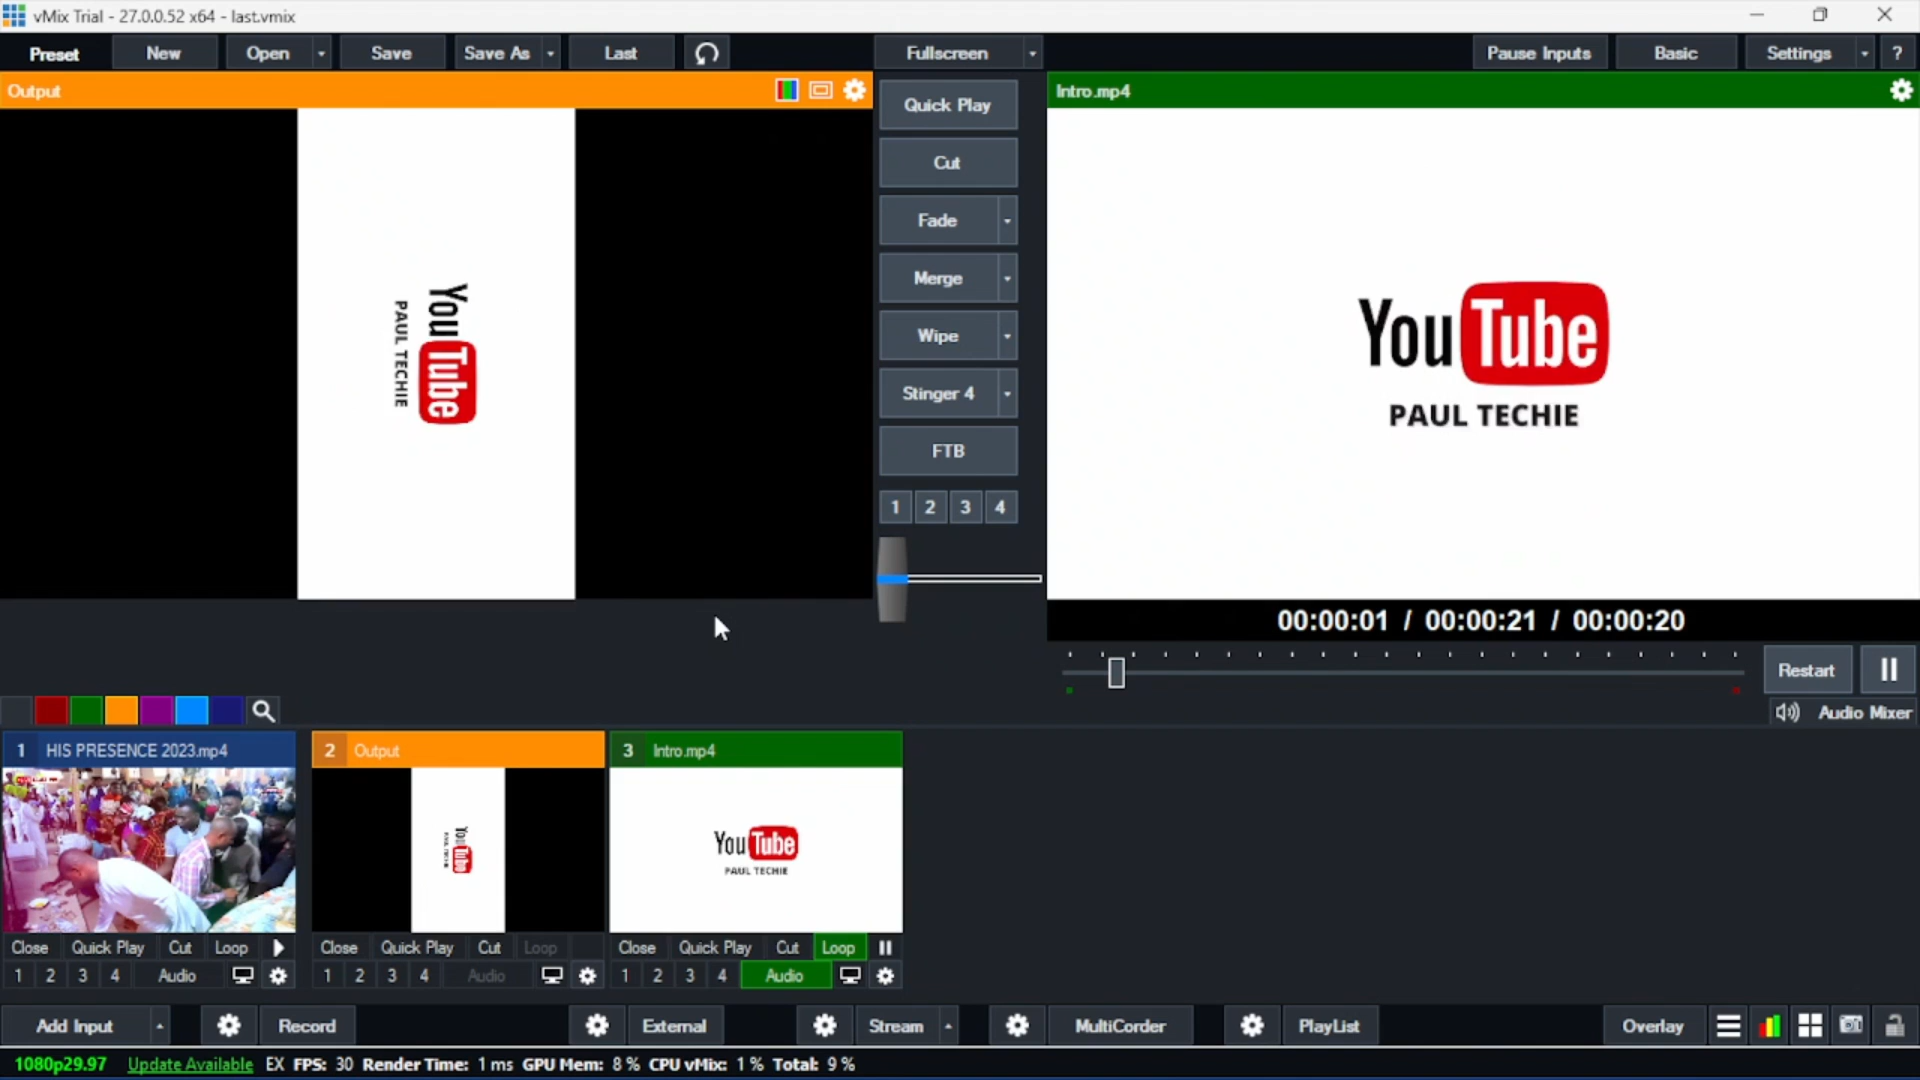 vMix Trial - 27.0.0.52 x64 - last.vmix
Preset New Open Save Save As Last Fullscreen Pause Inputs Basic Settings ?
Output
YouTube
PAUL TECHIE
Quick Play
Cut
Fade
Merge
Wipe
Stinger 4
FTB
1 2 3 4
Intro.mp4
YouTube
PAUL TECHIE
00:00:01 / 00:00:21 / 00:00:20
Restart
Audio Mixer
1 HIS PRESENCE 2023.mp4
Close Quick Play Cut Loop
1 2 3 4 Audio
2 Output
YouTube
PAUL TECHIE
Close Quick Play Cut Loop
1 2 3 4 Audio
3 Intro.mp4
YouTube
PAUL TECHIE
Close Quick Play Cut Loop
1 2 3 4 Audio
Add Input Record External Stream MultiCorder PlayList Overlay
1080p29.97 Update Available EX FPS: 30 Render Time: 1 ms GPU Mem: 8 % CPU vMix: 1 % Total: 9 %